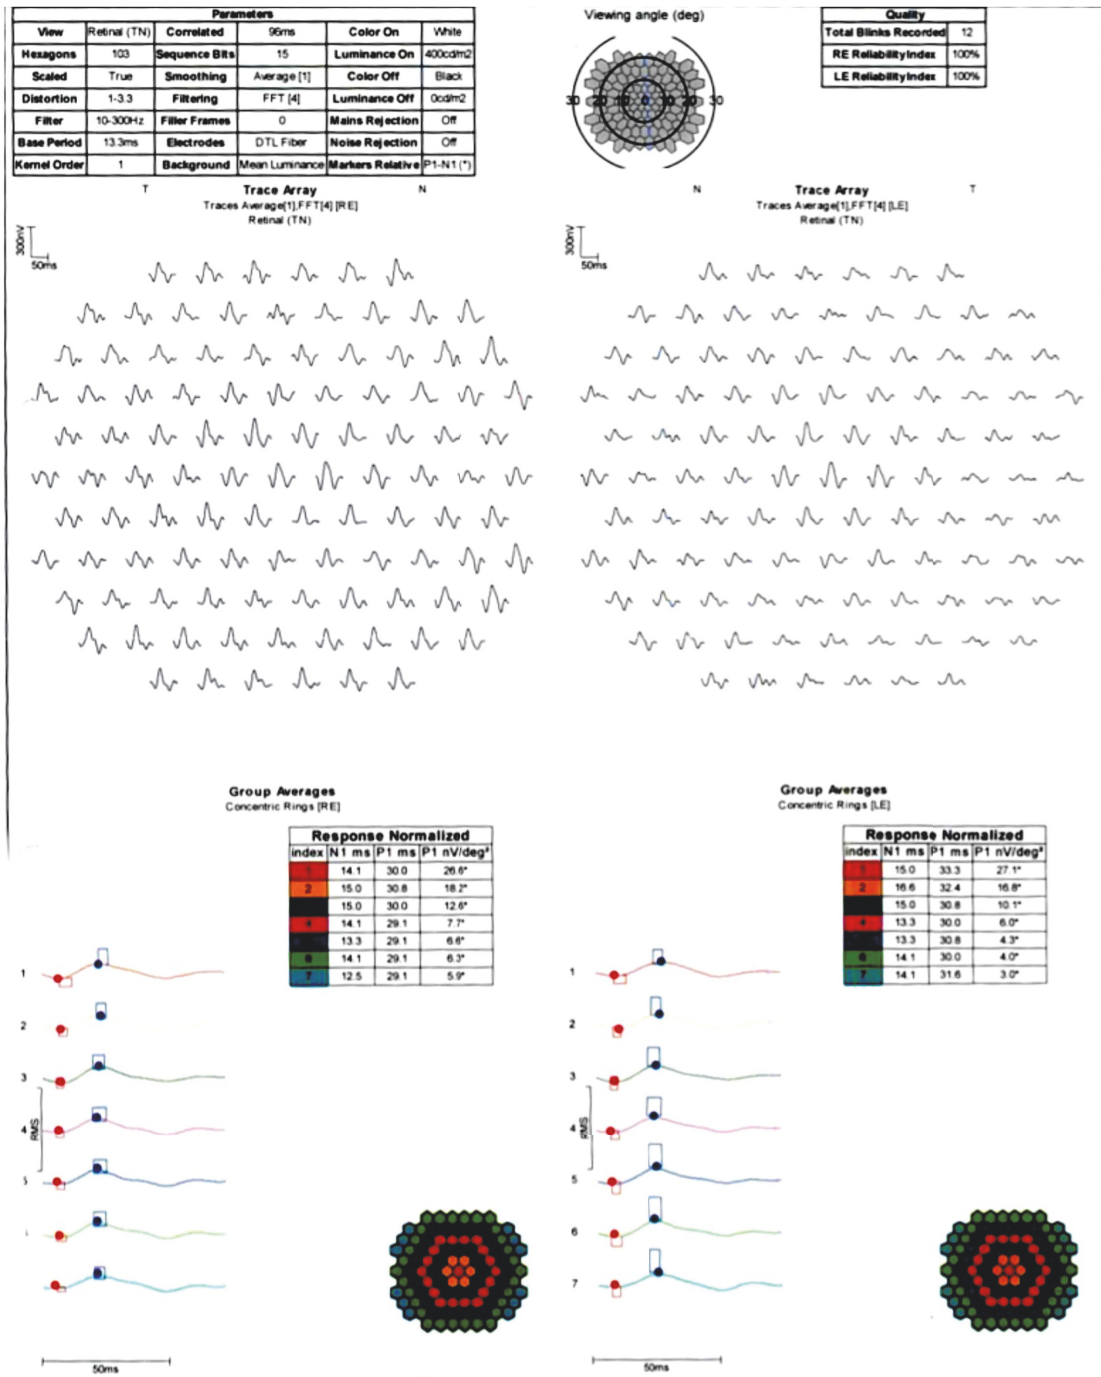 Parameters
View Retinal (TN) Correlated 96ms Color On White
Hexagons 103 Sequence Bits 15 Luminance On 400cd/m2
Scaled True Smoothing Average [1] Color Off Black
Distortion 1-3.3 Filtering FFT [4] Luminance Off 0cd/m2
Filter 10-300Hz Filler Frames 0 Mains Rejection Off
Base Period 13.3ms Electrodes DTL Fiber Noise Rejection Off
Kernel Order 1 Background Mean Luminance Markers Relative P1-N1 (*)
Viewing angle (deg)
30 20 10 0 10 20 30
Quality
Total Blinks Recorded 12
RE Reliability Index 100%
LE Reliability Index 100%
T Trace Array N
Traces Average[1],FFT[4] [RE]
Retinal (TN)
300nV
50ms
N Trace Array T
Traces Average[1],FFT[4] [LE]
Retinal (TN)
300nV
50ms
Group Averages
Concentric Rings [RE]
Response Normalized
index N1 ms P1 ms P1 nV/deg²
1 14.1 30.0 26.6*
2 15.0 30.8 18.2*
15.0 30.0 12.6*
4 14.1 29.1 7.7*
13.3 29.1 6.6*
6 14.1 29.1 6.3*
7 12.5 29.1 5.9*
1
2
3
4
5
7
RMS
50ms
Group Averages
Concentric Rings [LE]
Response Normalized
index N1 ms P1 ms P1 nV/deg²
1 15.0 33.3 27.1*
2 16.6 32.4 16.8*
15.0 30.8 10.1*
4 13.3 30.0 6.0*
13.3 30.8 4.3*
6 14.1 30.0 4.0*
7 14.1 31.6 3.0*
1
2
3
4
5
6
7
RMS
50ms